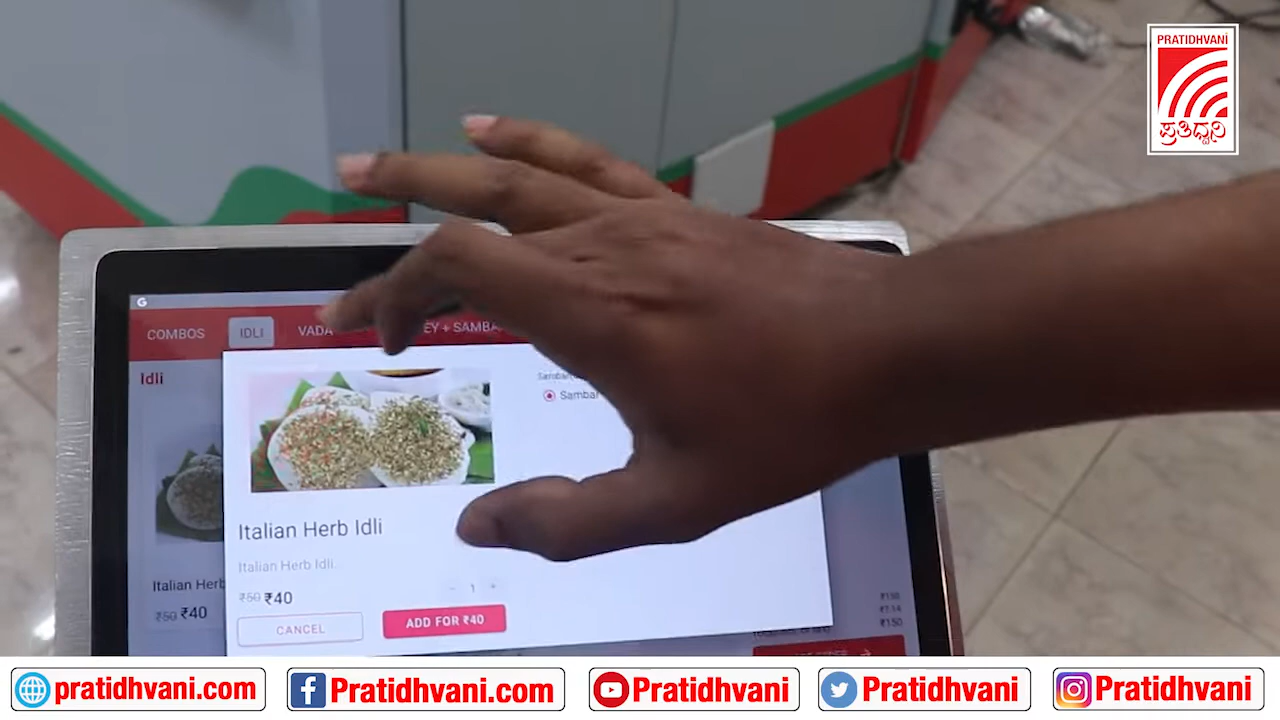 PRATIDHVANI
ಪ್ರತಿಧ್ವನಿ
G
COMBOS IDLI VADA EY + SAMBA
Idli
Sambar
Sambar
Italian Herb Idli
Italian Herb Idli.
₹50 ₹40
- 1 +
CANCEL
ADD FOR ₹40
Italian Herb
₹50 ₹40
₹150
pratidhvani.com
Pratidhvani.com
Pratidhvani
Pratidhvani
Pratidhvani